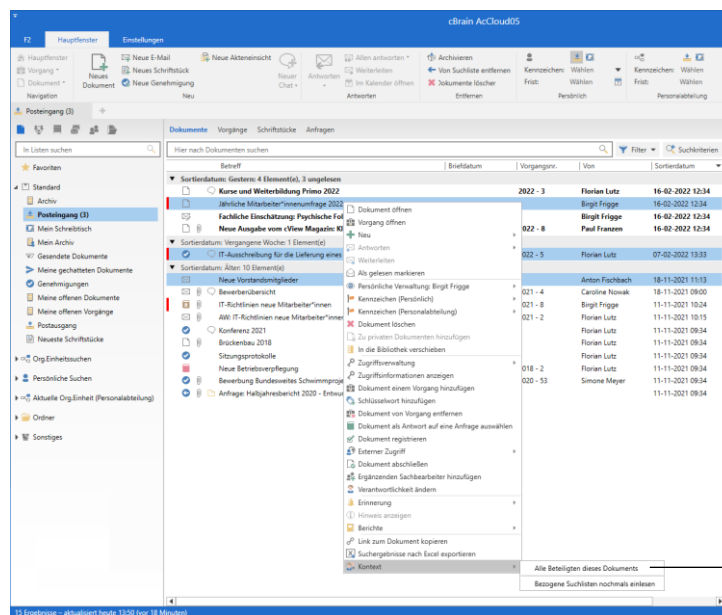 cBrain AcCloud05
F2 Hauptfenster Einstellungen
Hauptfenster
Vorgang
Dokument
Navigation
Neues Dokument
Neue E-Mail
Neues Schriftstück
Neue Genehmigung
Neue Akteneinsicht
Neu
Neuer Chat
Antworten
Allen antworten
Weiterleiten
Im Kalender öffnen
Antworten
Archivieren
Von Suchliste entfernen
Dokumente löscher
Entfernen
Kennzeichen: Wählen
Frist: Wählen
Persönlich
Kennzeichen: Wählen
Frist: Wählen
Personalabteilung
Posteingang (3) +
In Listen suchen
Favoriten
Standard
Archiv
Posteingang (3)
Mein Schreibtisch
Mein Archiv
Gesendete Dokumente
Meine gechatteten Dokumente
Genehmigungen
Meine offenen Dokumente
Meine offenen Vorgänge
Postausgang
Neueste Schriftstücke
Org.Einheitssuchen
Persönliche Suchen
Aktuelle Org.Einheit (Personalabteilung)
Ordner
Sonstiges
Dokumente Vorgänge Schriftstücke Anfragen
Hier nach Dokumenten suchen Filter Suchkriterien
Betreff Briefdatum Vorgangsnr. Von Sortierdatum
Sortierdatum: Gestern: 4 Element(e), 3 ungelesen
Kurse und Weiterbildung Primo 2022 2022 - 3 Florian Lutz 16-02-2022 12:34
Jährliche Mitarbeiter*innenumfrage 2022 Birgit Frigge 16-02-2022 12:34
Fachliche Einschätzung: Psychische Fol Birgit Frigge 16-02-2022 12:34
Neue Ausgabe vom cView Magazin: KI 022 - 8 Paul Franzen 16-02-2022 12:34
Sortierdatum: Vergangene Woche: 1 Element(e)
IT-Ausschreibung für die Lieferung eines 022 - 5 Florian Lutz 07-02-2022 13:33
Sortierdatum: Älter: 10 Element(e)
Neue Vorstandsmitglieder Anton Fischbach 18-11-2021 11:13
Bewerberübersicht 021 - 4 Caroline Nowak 18-11-2021 09:00
IT-Richtlinien neue Mitarbeiter*innen 021 - 8 Birgit Frigge 11-11-2021 10:24
AW: IT-Richtlinien neue Mitarbeiter*inner 021 - 2 Florian Lutz 11-11-2021 10:15
Konferenz 2021 Florian Lutz 11-11-2021 09:34
Brückenbau 2018 Florian Lutz 11-11-2021 09:34
Sitzungsprotokolle Florian Lutz 11-11-2021 09:34
Neue Betriebsverpflegung 018 - 2 Florian Lutz 11-11-2021 09:34
Bewerbung Bundesweites Schwimmproje 020 - 53 Simone Meyer 11-11-2021 09:34
Anfrage: Halbjahresbericht 2020 - Entwu 11-11-2021 09:34
Dokument öffnen
Vorgang öffnen
Neu
Antworten
Weiterleiten
Als gelesen markieren
Persönliche Verwaltung: Birgit Frigge
Kennzeichen (Persönlich)
Kennzeichen (Personalabteilung)
Dokument löschen
Zu privaten Dokumenten hinzufügen
In die Bibliothek verschieben
Zugriffsverwaltung
Zugriffsinformationen anzeigen
Dokument einem Vorgang hinzufügen
Schlüsselwort hinzufügen
Dokument von Vorgang entfernen
Dokument als Antwort auf eine Anfrage auswählen
Dokument registrieren
Externer Zugriff
Dokument abschließen
Ergänzenden Sachbearbeiter hinzufügen
Verantwortlichkeit ändern
Erinnerung
Hinweis anzeigen
Berichte
Link zum Dokument kopieren
Suchergebnisse nach Excel exportieren
Kontext
Alle Beteiligten dieses Dokuments
Bezogene Suchlisten nochmals einlesen
15 Ergebnisse – aktualisiert heute 13:50 (vor 18 Minuten)